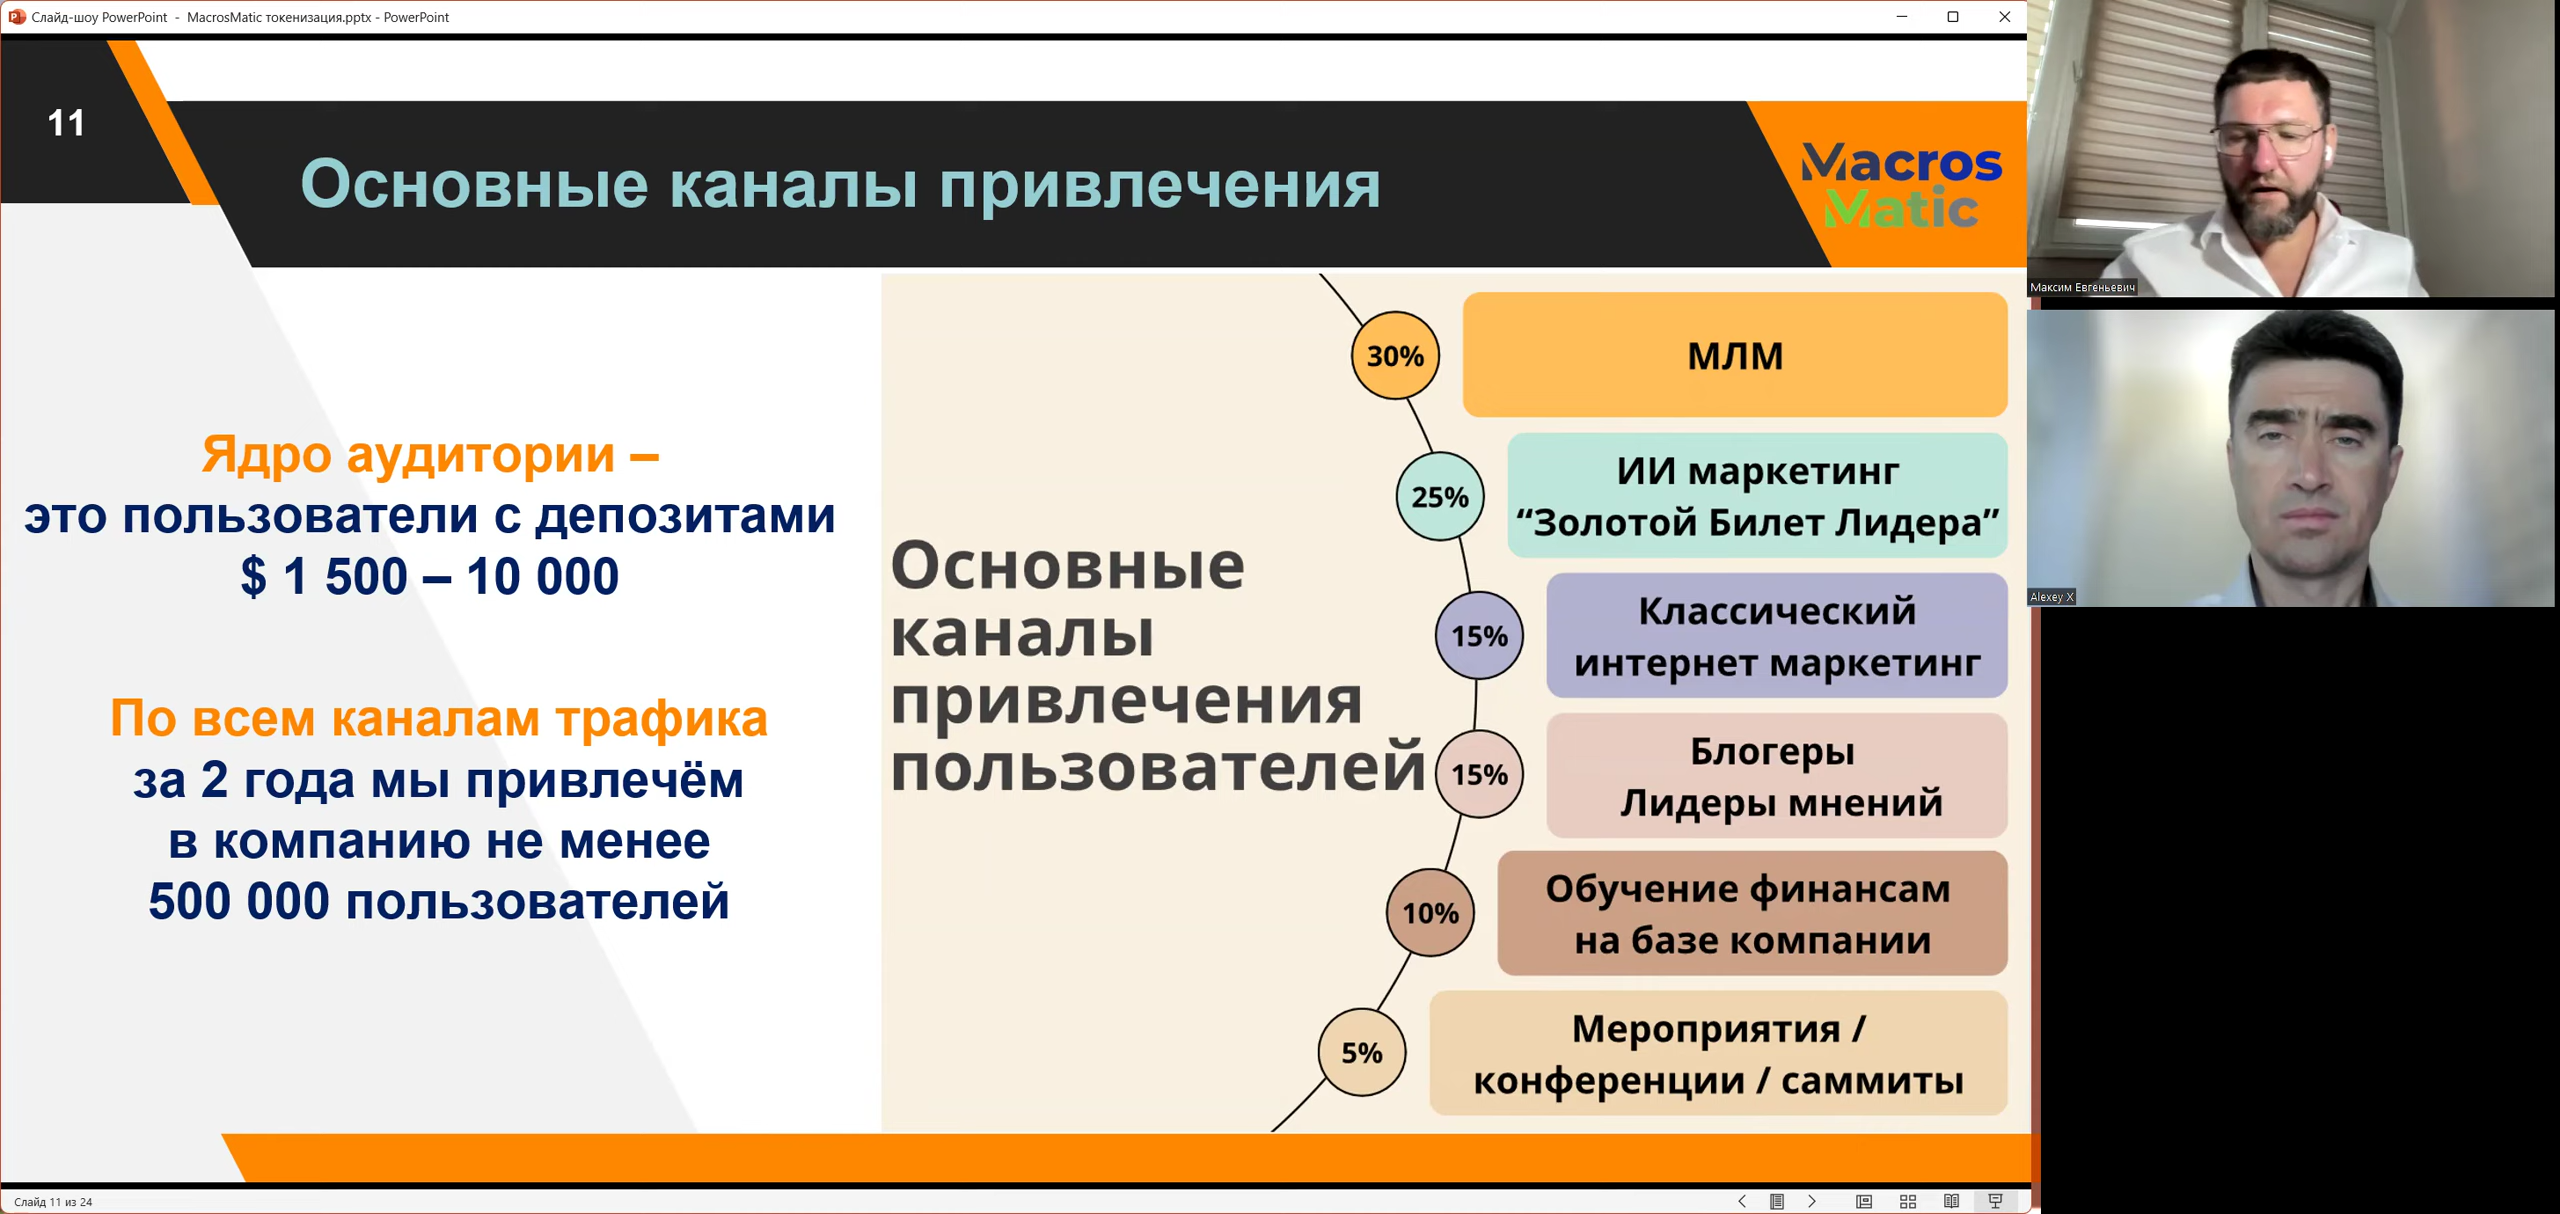 Слайд-шоу PowerPoint - MacrosMatic токенизация.pptx - PowerPoint
11
Основные каналы привлечения
Macros
Matic
Ядро аудитории –
это пользователи с депозитами
$ 1 500 – 10 000
По всем каналам трафика
за 2 года мы привлечём
в компанию не менее
500 000 пользователей
Основные
каналы
привлечения
пользователей
30%
МЛМ
25%
ИИ маркетинг
“Золотой Билет Лидера”
15%
Классический
интернет маркетинг
15%
Блогеры
Лидеры мнений
10%
Обучение финансам
на базе компании
5%
Мероприятия /
конференции / саммиты
Максим Евгеньевич
Alexey X
Слайд 11 из 24